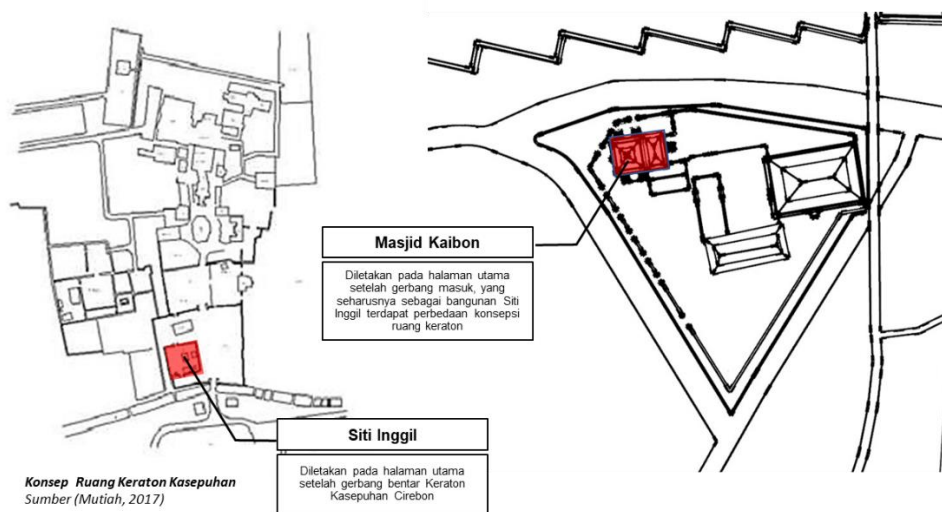 Masjid Kaibon
Diletakan pada halaman utama
setelah gerbang masuk, yang
seharusnya sebagai bangunan Siti
Inggil terdapat perbedaan konsepsi
ruang keraton
Siti Inggil
Diletakan pada halaman utama
setelah gerbang bentar Keraton
Kasepuhan Cirebon
Konsep Ruang Keraton Kasepuhan
Sumber (Mutiah, 2017)